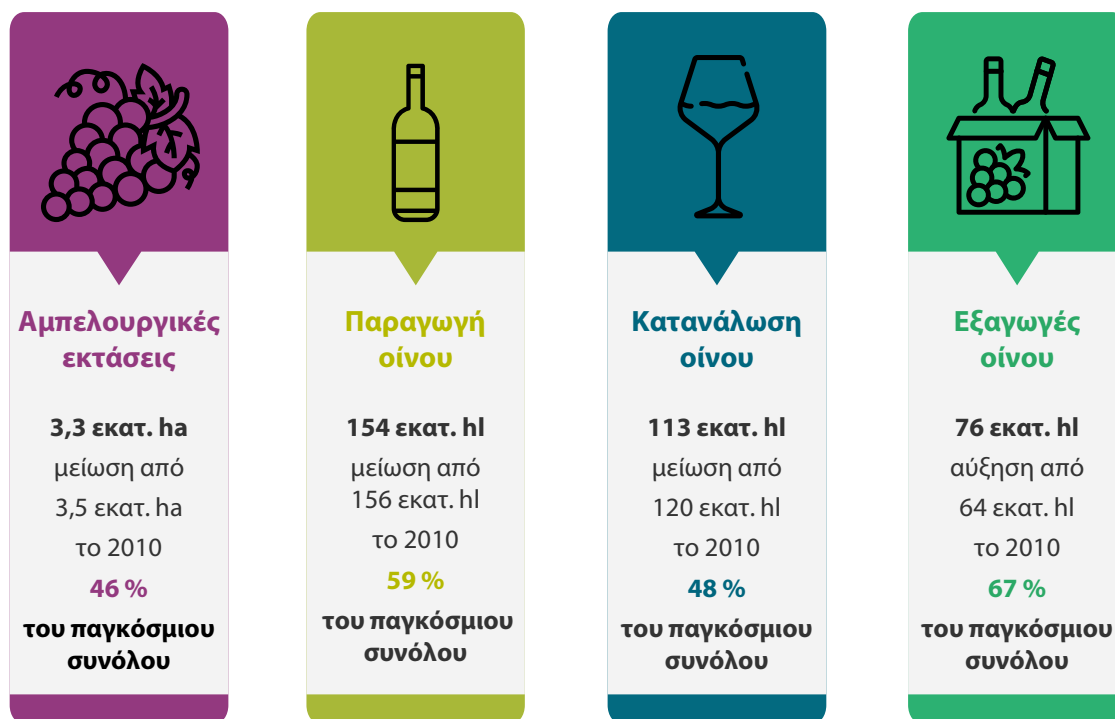 Αμπελουργικές
εκτάσεις
3,3 εκατ. ha
μείωση από
3,5 εκατ. ha
το 2010
46 %
του παγκόσμιου
συνόλου
Παραγωγή
οίνου
154 εκατ. hl
μείωση από
156 εκατ. hl
το 2010
59 %
του παγκόσμιου
συνόλου
Κατανάλωση
οίνου
113 εκατ. hl
μείωση από
120 εκατ. hl
το 2010
48 %
του παγκόσμιου
συνόλου
Εξαγωγές
οίνου
76 εκατ. hl
αύξηση από
64 εκατ. hl
το 2010
67 %
του παγκόσμιου
συνόλου